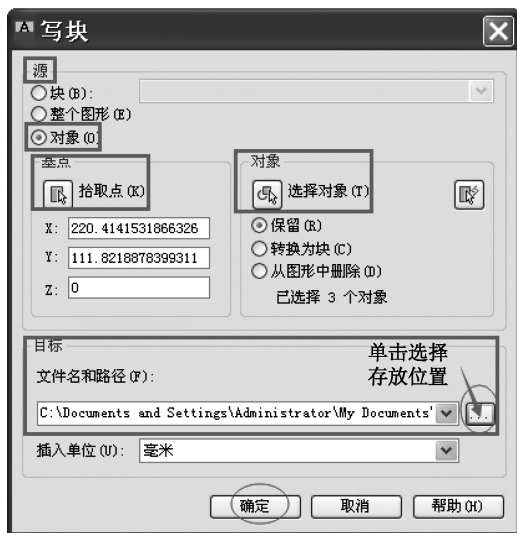 写块
源
块(B):
整个图形(E)
对象(O)
基点
拾取点(K)
X: 220.4141531866326
Y: 111.8218878399311
Z: 0
对象
选择对象(T)
保留(R)
转换为块(C)
从图形中删除(D)
已选择 3 个对象
目标
单击选择
存放位置
文件名和路径(F):
C:\Documents and Settings\Administrator\My Documents' ...
插入单位(U): 毫米
确定 取消 帮助(H)